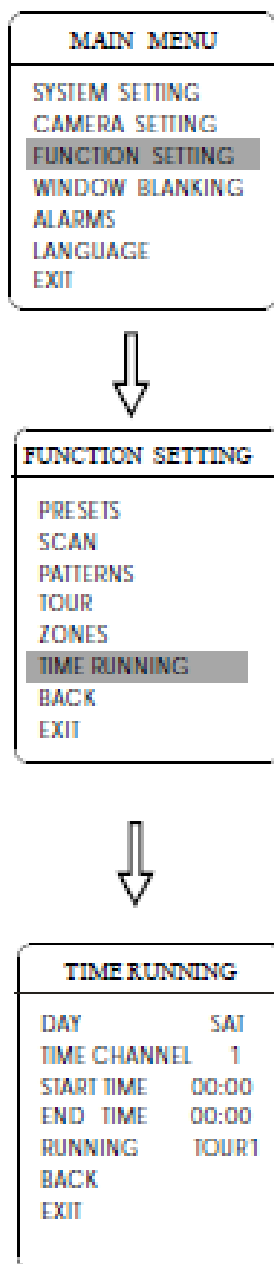 MAIN MENU
SYSTEM SETTING
CAMERA SETTING
FUNCTION SETTING
WINDOW BLANKING
ALARMS
LANGUAGE
EXIT
FUNCTION SETTING
PRESETS
SCAN
PATTERNS
TOUR
ZONES
TIME RUNNING
BACK
EXIT
TIME RUNNING
DAY SAT
TIME CHANNEL 1
START TIME 00:00
END TIME 00:00
RUNNING TOUR1
BACK
EXIT